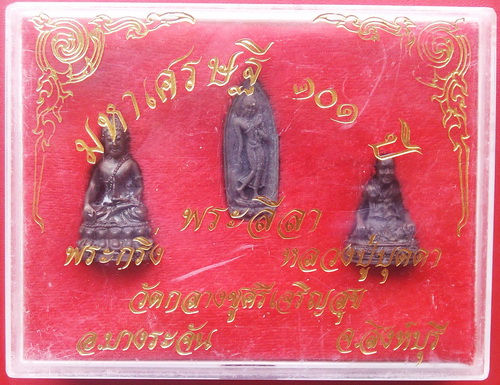 มหาเศรษฐี ๑๐๑ ปี
พระลีลา
พระกริ่ง หลวงปู่บุดดา
วัดกลางชูศรีเจริญสุข
อ.บางระจัน จ.สิงห์บุรี